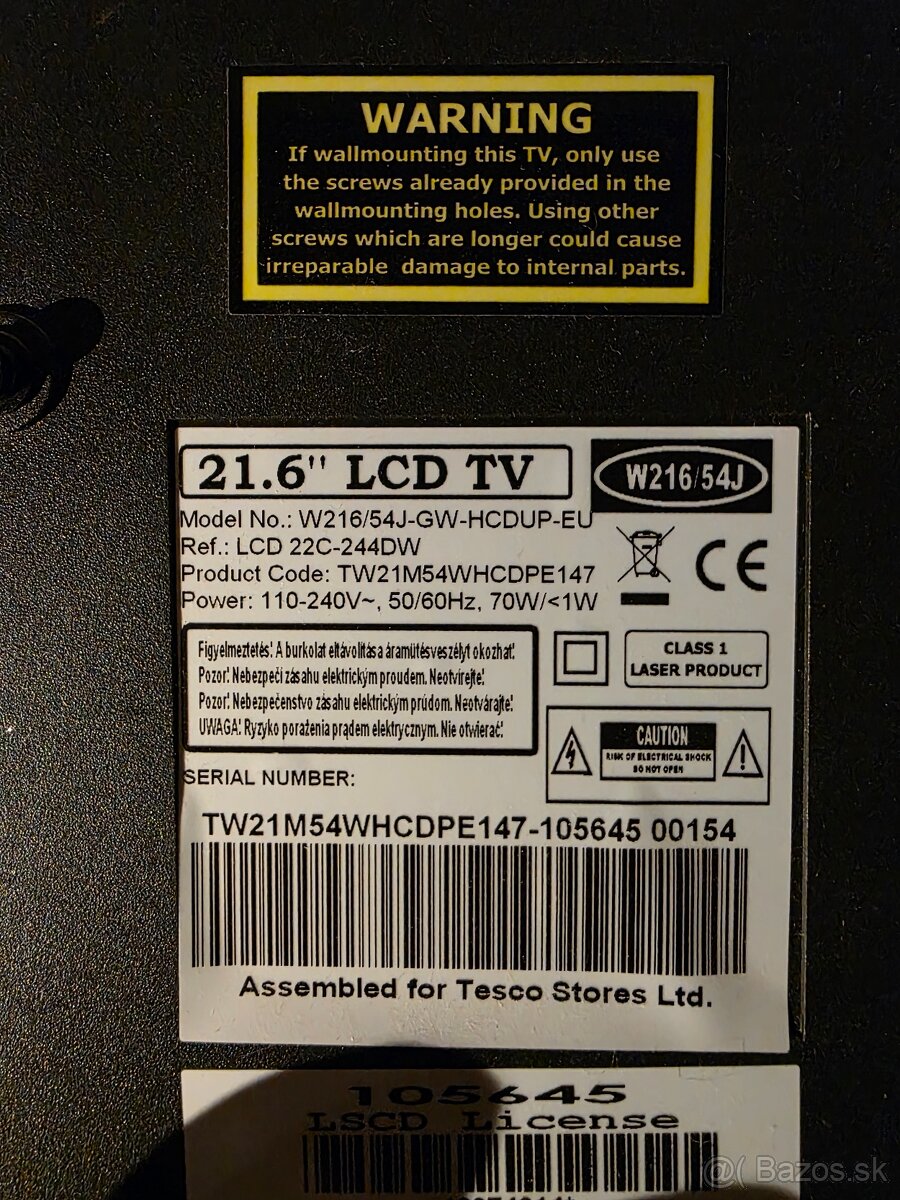 WARNING
If wallmounting this TV, only use
the screws already provided in the
wallmounting holes. Using other
screws which are longer could cause
irreparable damage to internal parts.
21.6" LCD TV
W216/54J
Model No.: W216/54J-GW-HCDUP-EU
Ref.: LCD 22C-244DW
Product Code: TW21M54WHCDPE147
Power: 110-240V~, 50/60Hz, 70W/<1W
CE
Figyelmeztetés! A burkolat eltávolítása áramütésveszélyt okozhat!
Pozor! Nebezpečí zásahu elektrickým proudem. Neotvírejte!
Pozor! Nebezpečenstvo zásahu elektrickým prúdom. Neotvárajte!
UWAGA! Ryzyko porażenia prądem elektrycznym. Nie otwierać!
CLASS 1
LASER PRODUCT
CAUTION
RISK OF ELECTRICAL SHOCK
DO NOT OPEN
SERIAL NUMBER:
TW21M54WHCDPE147-105645 00154
Assembled for Tesco Stores Ltd.
105645
LSCD License
@( Bazos.sk